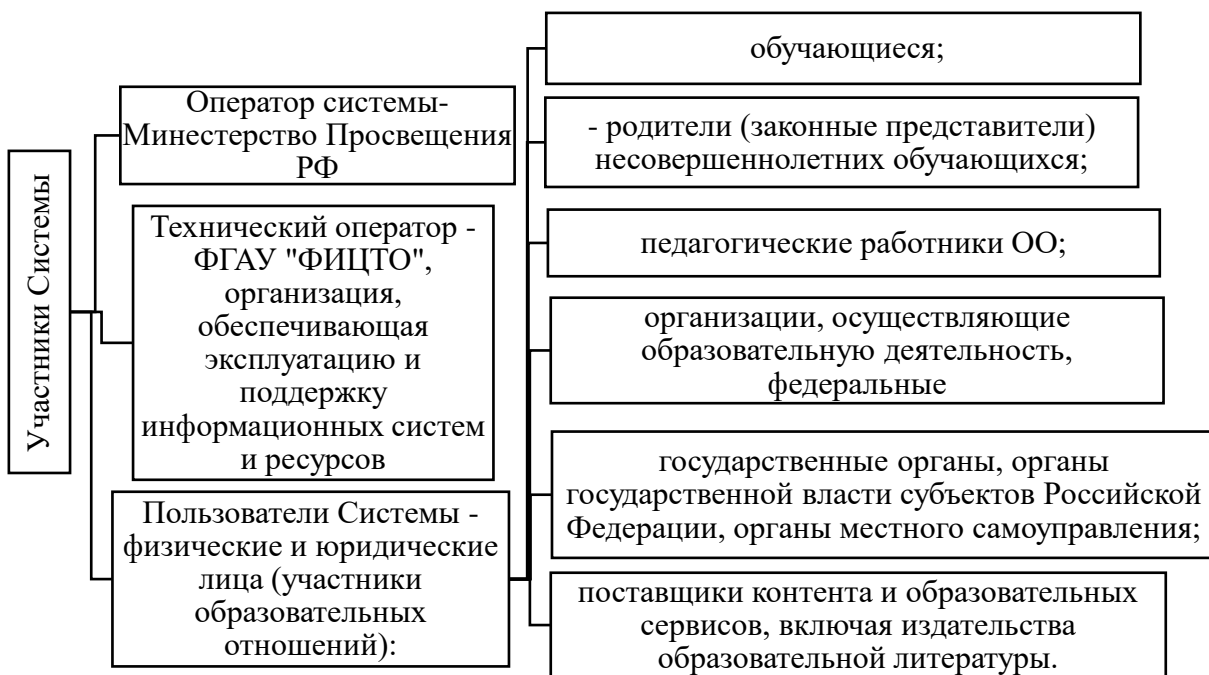 Участники Системы
Оператор системы-
Минестерство Просвещения
РФ
Технический оператор -
ФГАУ "ФИЦТО",
организация,
обеспечивающая
эксплуатацию и
поддержку
информационных систем
и ресурсов
Пользователи Системы -
физические и юридические
лица (участники
образовательных
отношений):
обучающиеся;
- родители (законные представители)
несовершеннолетних обучающихся;
педагогические работники ОО;
организации, осуществляющие
образовательную деятельность,
федеральные
государственные органы, органы
государственной власти субъектов Российской
Федерации, органы местного самоуправления;
поставщики контента и образовательных
сервисов, включая издательства
образовательной литературы.